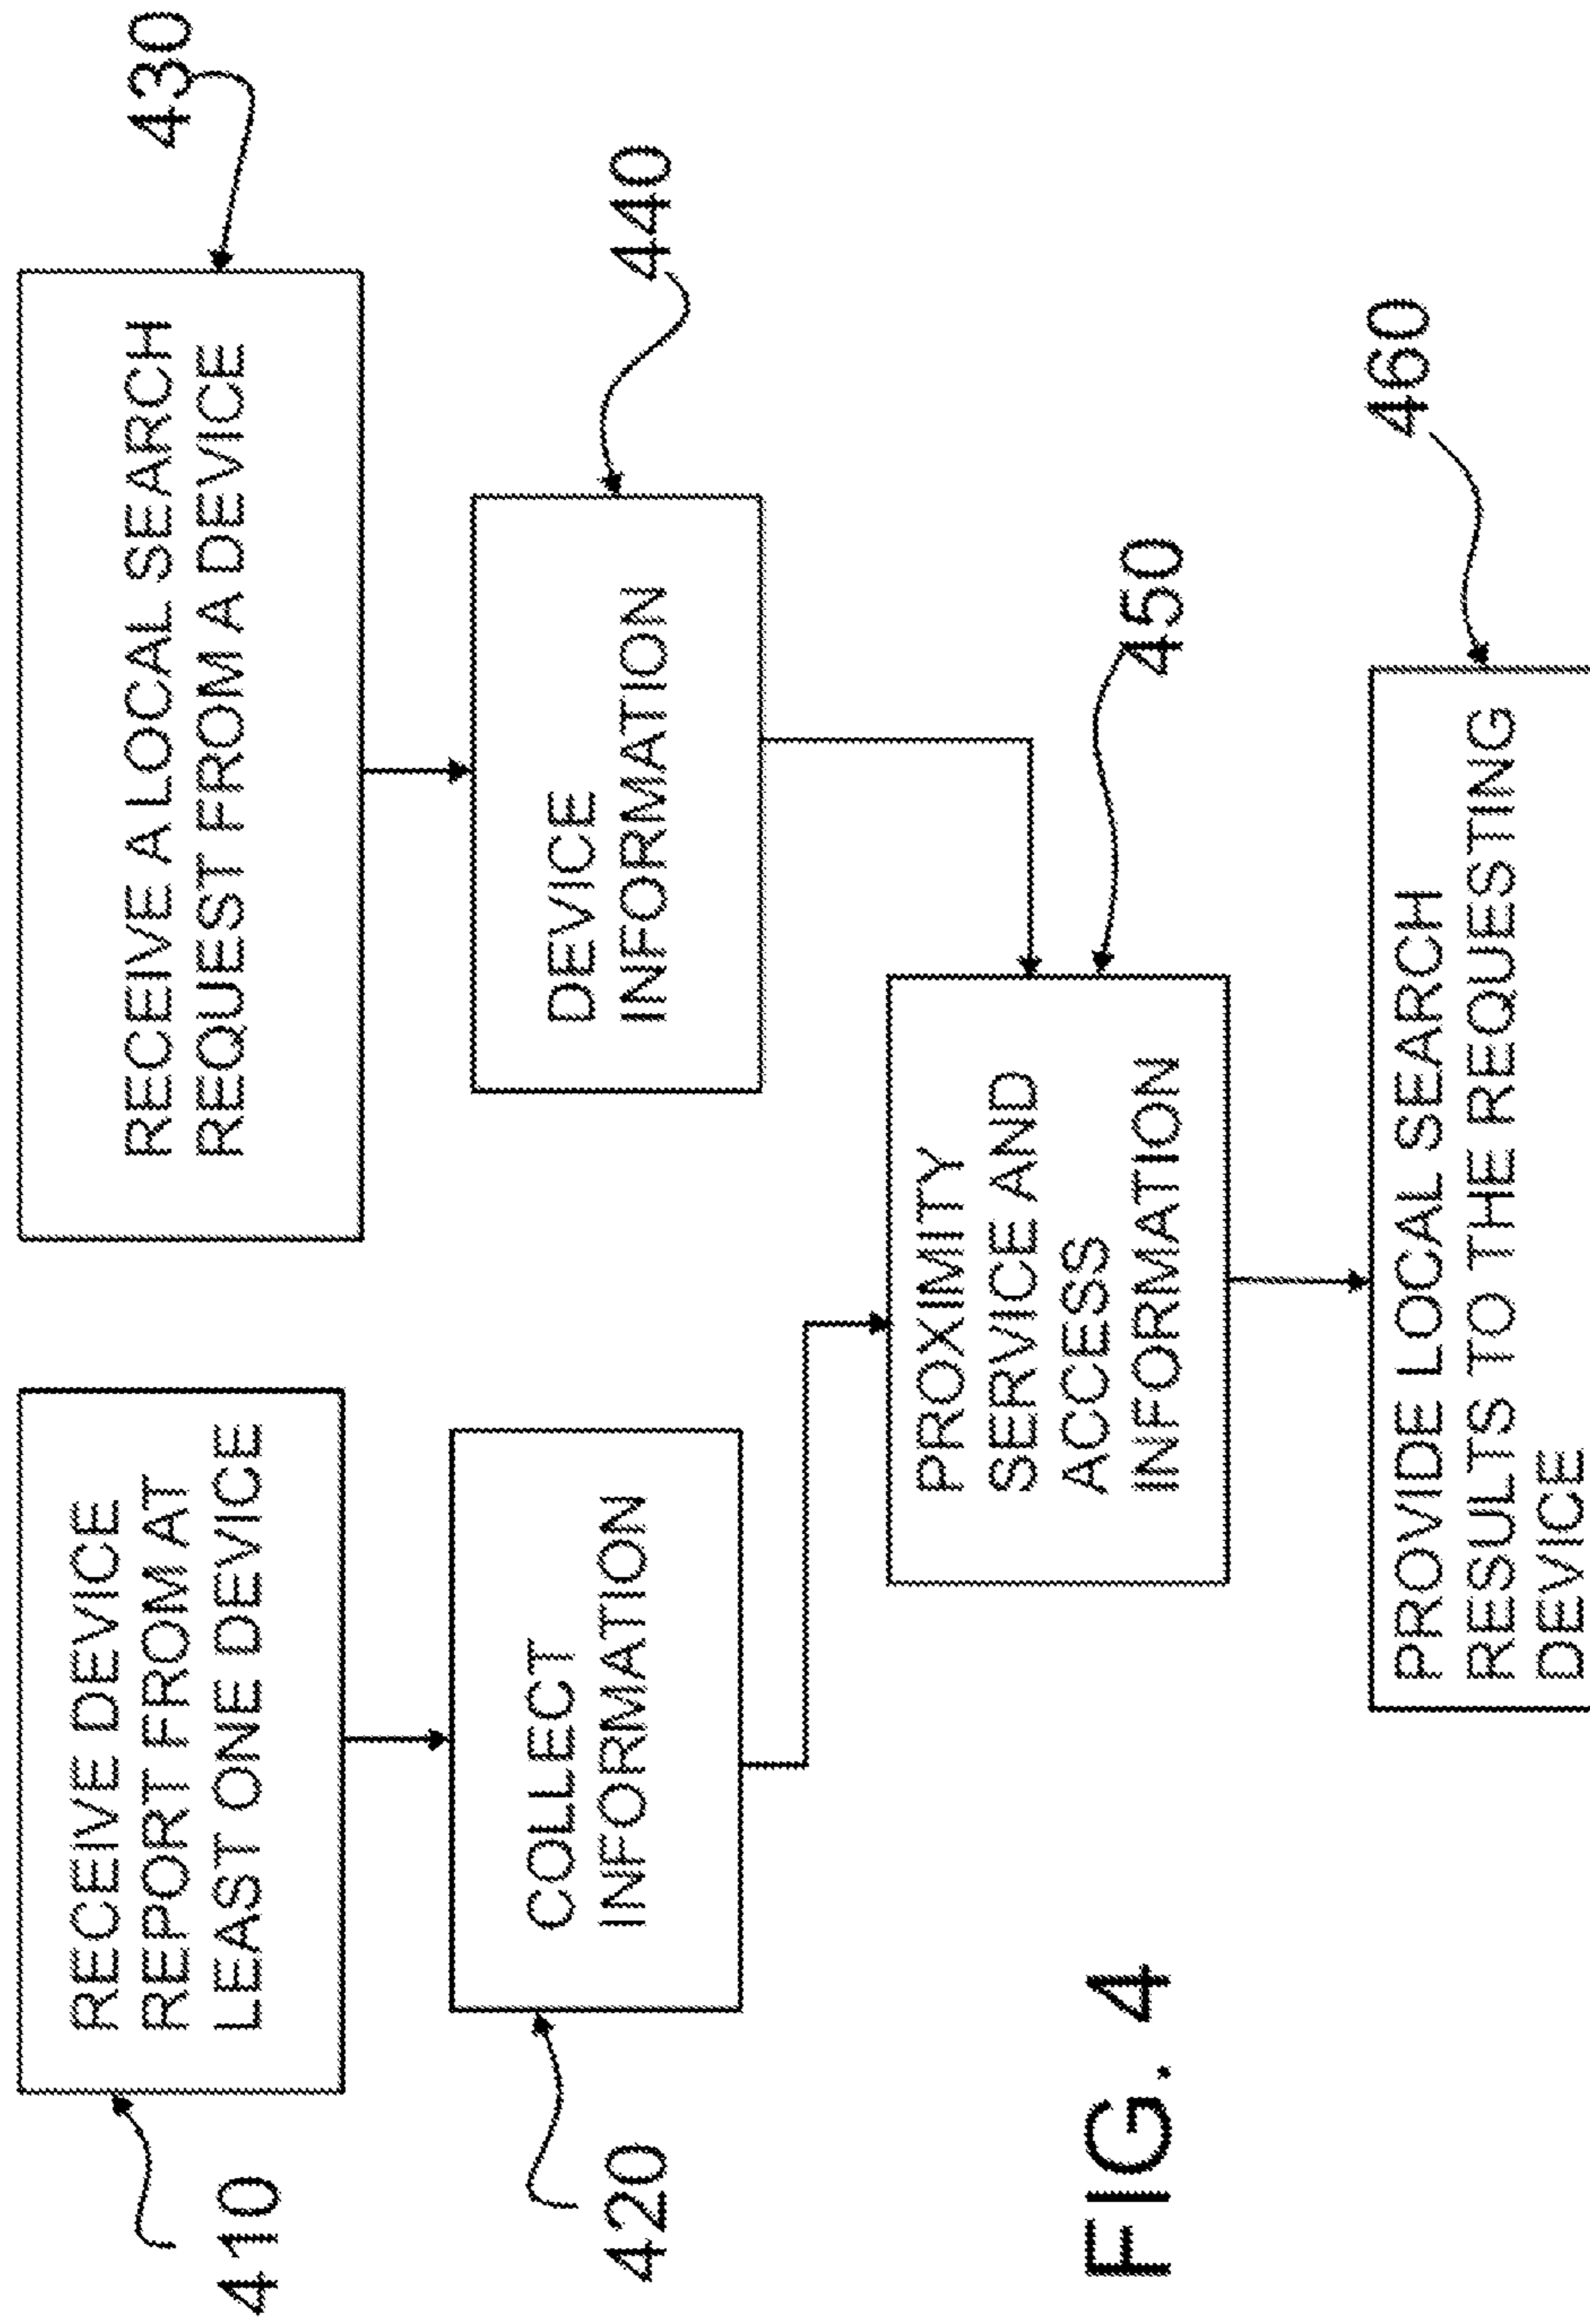 410
RECEIVE DEVICE
REPORT FROM AT
LEAST ONE DEVICE
430
RECEIVE A LOCAL SEARCH
REQUEST FROM A DEVICE
420
COLLECT
INFORMATION
440
DEVICE
INFORMATION
450
PROXIMITY
SERVICE AND
ACCESS
INFORMATION
460
PROVIDE LOCAL SEARCH
RESULTS TO THE REQUESTING
DEVICE
FIG. 4